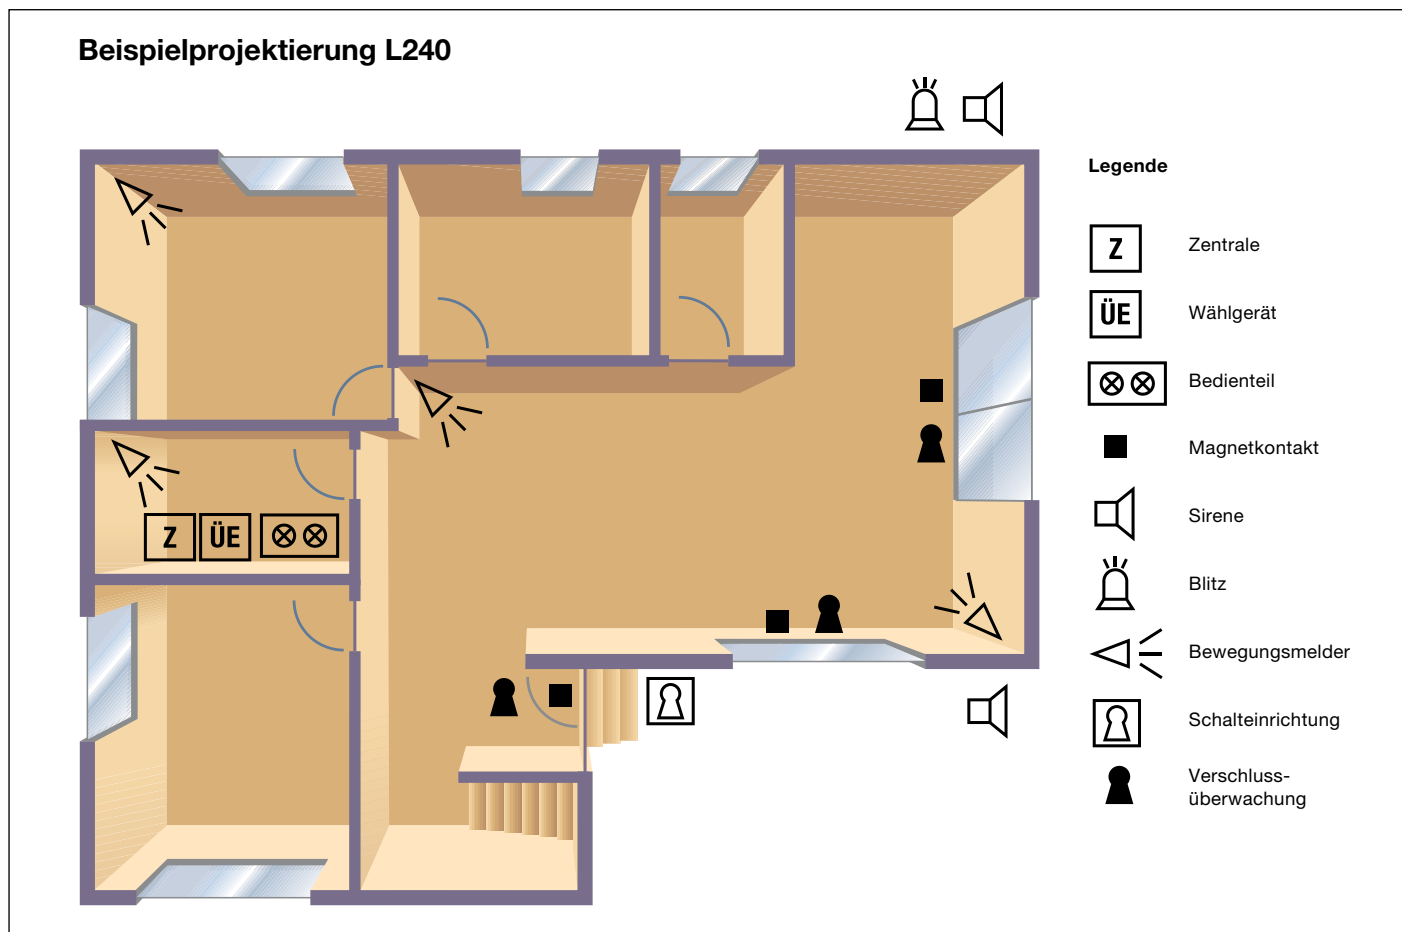 Beispielprojektierung L240
Legende
Z Zentrale
ÜE Wählgerät
Bedienteil
Magnetkontakt
Sirene
Blitz
Bewegungsmelder
Schalteinrichtung
Verschluss-
überwachung
Z ÜE